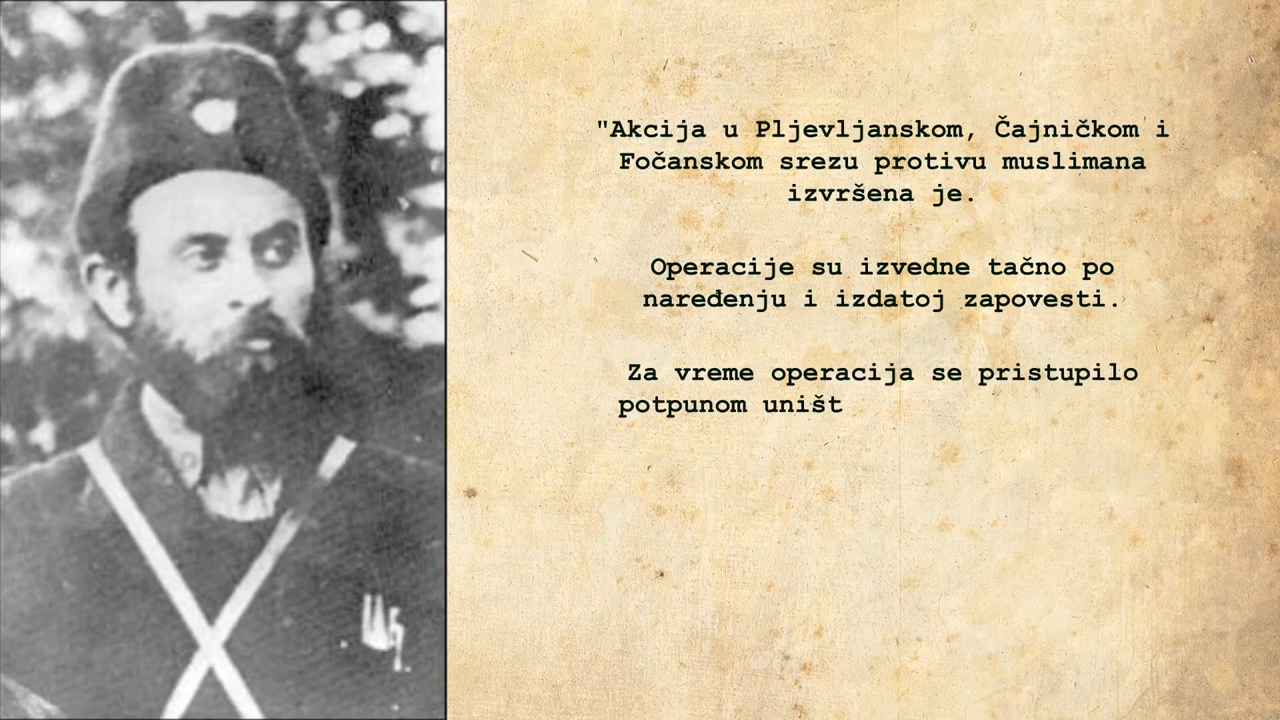 "Akcija u Pljevljanskom, Čajničkom i
Fočanskom srezu protivu muslimana
izvršena je.
Operacije su izvedne tačno po
naređenju i izdatoj zapovesti.
Za vreme operacija se pristupilo
potpunom uništ